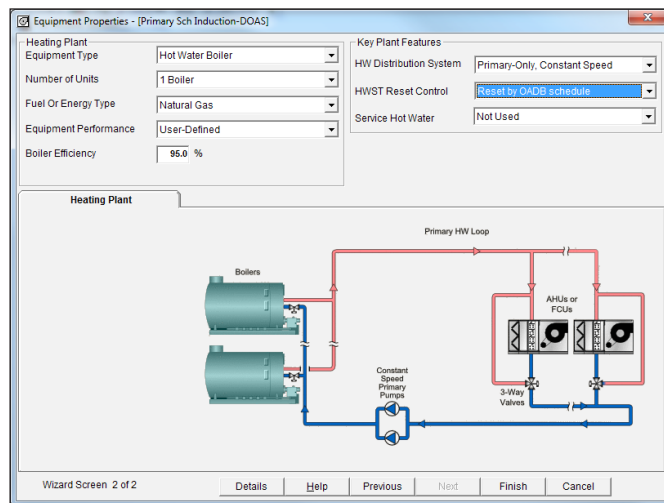 Equipment Properties - [Primary Sch Induction-DOAS]
Heating Plant
Equipment Type Hot Water Boiler
Number of Units 1 Boiler
Fuel Or Energy Type Natural Gas
Equipment Performance User-Defined
Boiler Efficiency 95.0 %
Key Plant Features
HW Distribution System Primary-Only, Constant Speed
HWST Reset Control Reset by OADB schedule
Service Hot Water Not Used
Heating Plant
Primary HW Loop
Boilers
AHUs or
FCUs
Constant
Speed
Primary
Pumps
3-Way
Valves
Wizard Screen 2 of 2
Details
Help
Previous
Next
Finish
Cancel